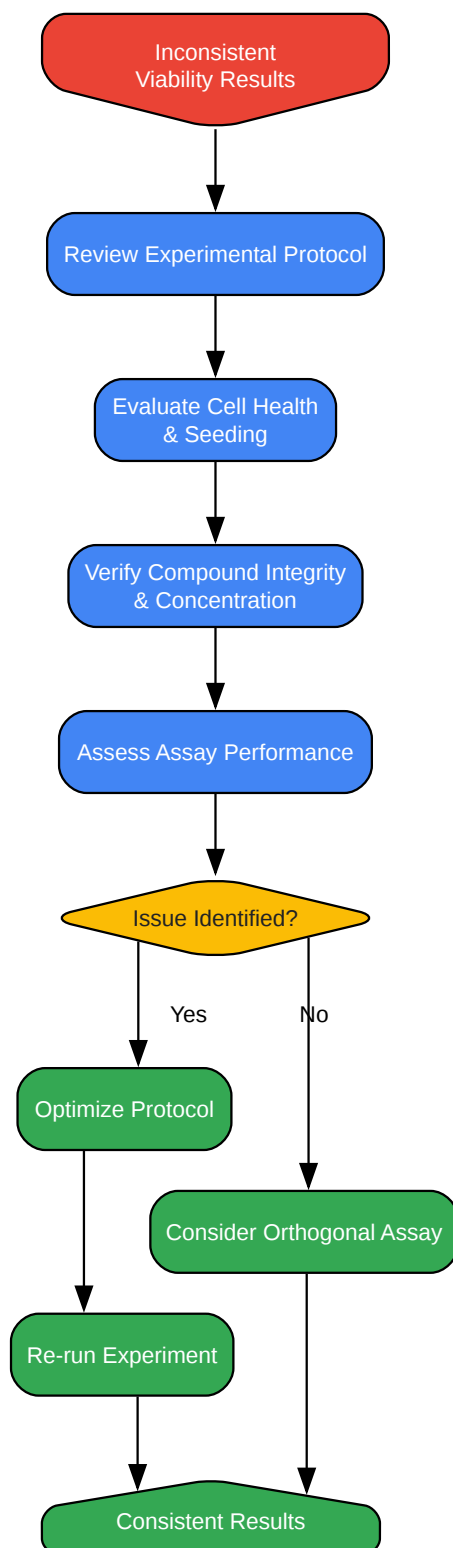 Inconsistent
Viability Results
Review Experimental Protocol
Evaluate Cell Health
& Seeding
Verify Compound Integrity
& Concentration
Assess Assay Performance
Issue Identified?
Yes
No
Optimize Protocol
Consider Orthogonal Assay
Re-run Experiment
Consistent Results